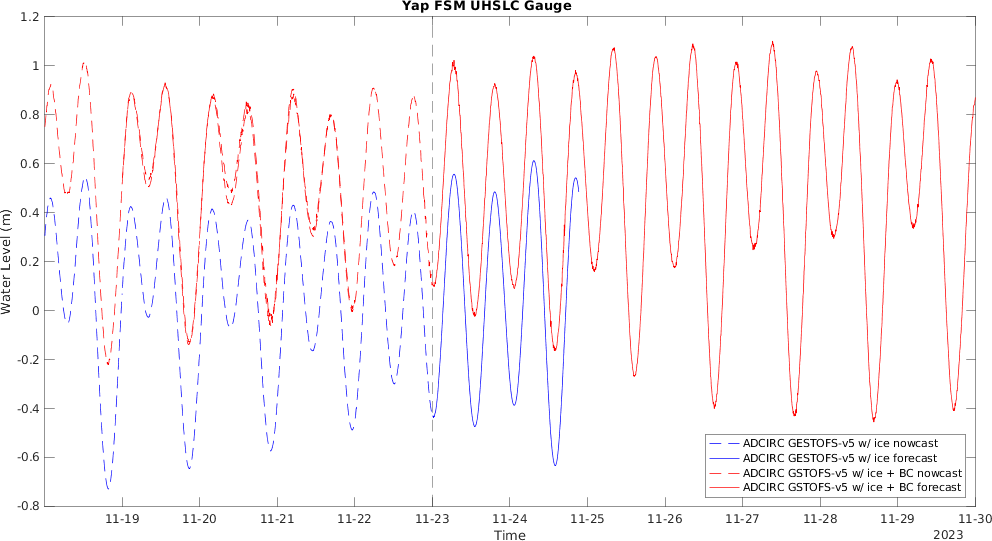 Yap FSM UHSLC Gauge
1.2
1
0.8
0.6
0.4
0.2
0
-0.2
-0.4
-0.6
-0.8
Water Level (m)
ADCIRC GESTOFS-v5 w/ ice nowcast
ADCIRC GESTOFS-v5 w/ ice forecast
ADCIRC GSTOFS-v5 w/ ice + BC nowcast
ADCIRC GSTOFS-v5 w/ ice + BC forecast
11-19 11-20 11-21 11-22 11-23 11-24 11-25 11-26 11-27 11-28 11-29 11-30
Time
2023